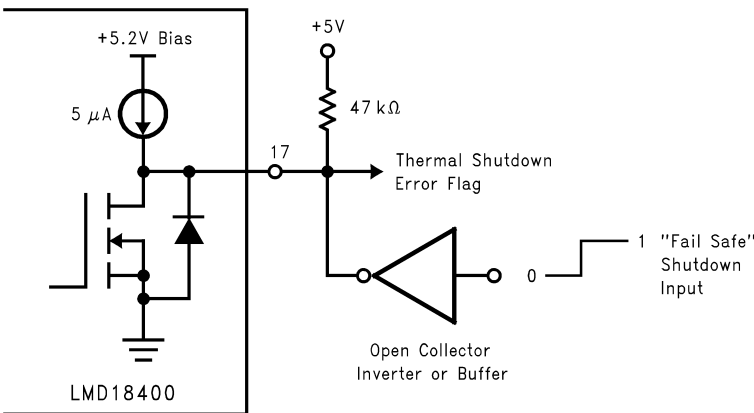 +5.2V Bias
5 μA
LMD18400
17
+5V
47 kΩ
Thermal Shutdown
Error Flag
0
1 "Fail Safe"
Shutdown
Input
Open Collector
Inverter or Buffer